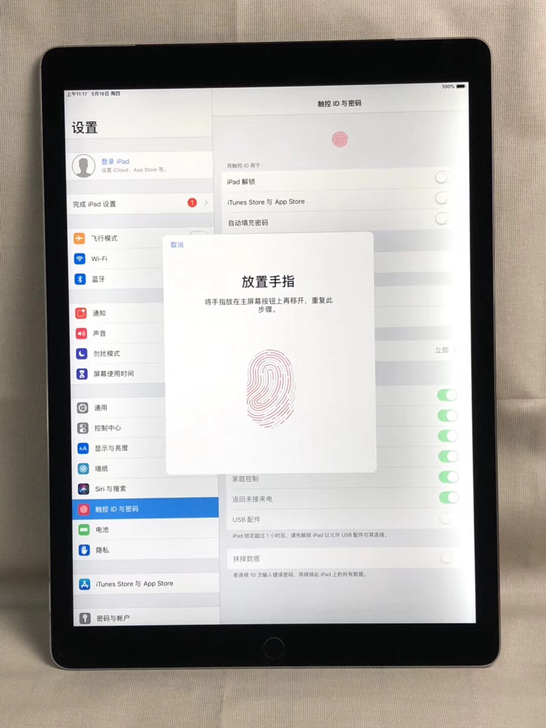 上午11:17 5月16日 周四
100%
设置
触控 ID 与密码
登录 iPad
设置 iCloud、App Store 等。
完成 iPad 设置
1
飞行模式
Wi-Fi
蓝牙
通知
声音
勿扰模式
屏幕使用时间
通用
控制中心
显示与亮度
AA
墙纸
Siri 与搜索
触控 ID 与密码
电池
隐私
iTunes Store 与 App Store
密码与帐户
将触控 ID 用于:
iPad 解锁
iTunes Store 与 App Store
自动填充密码
取消
放置手指
将手指放在主屏幕按钮上再移开，重复此
步骤。
立即
家庭控制
返回未接来电
USB 配件
iPad 锁定超过 1 小时后，请先解锁 iPad 以允许 USB 配件与其连接。
抹掉数据
若连续 10 次输入错误密码，将抹掉此 iPad 上的所有数据。